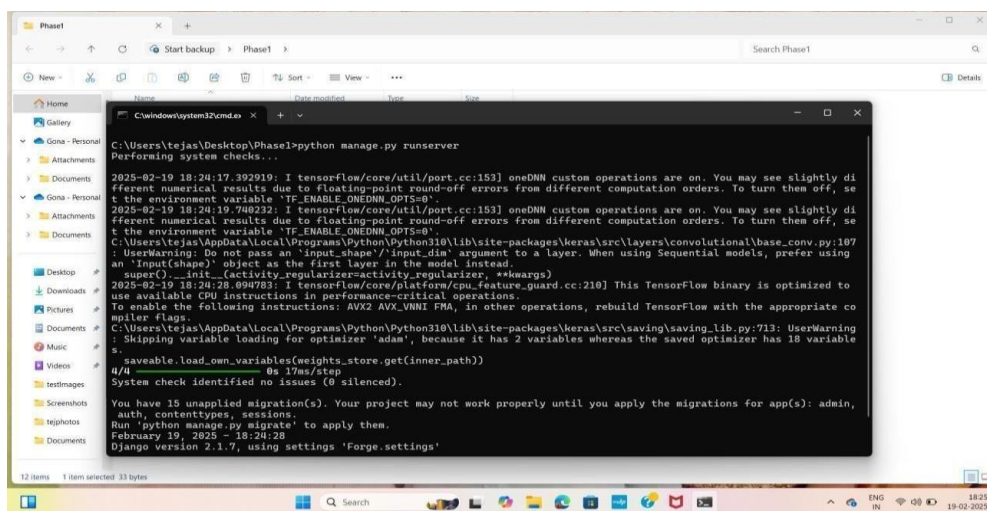 Phase1
Start backup > Phase1 >
Search Phase1
New
Sort
View
Details
Name
Date modified
Type
Size
Home
Gallery
Gona - Personal
Attachments
Documents
Gona - Personal
Attachments
Documents
Desktop
Downloads
Pictures
Documents
Music
Videos
testImages
Screenshots
tejphotos
Documents
C:\windows\system32\cmd.e
C:\Users\tejas\Desktop\Phase1>python manage.py runserver
Performing system checks...
2025-02-19 18:24:17.392919: I tensorflow/core/util/port.cc:153] oneDNN custom operations are on. You may see slightly di
fferent numerical results due to floating-point round-off errors from different computation orders. To turn them off, se
t the environment variable `TF_ENABLE_ONEDNN_OPTS=0`.
2025-02-19 18:24:19.740232: I tensorflow/core/util/port.cc:153] oneDNN custom operations are on. You may see slightly di
fferent numerical results due to floating-point round-off errors from different computation orders. To turn them off, se
t the environment variable `TF_ENABLE_ONEDNN_OPTS=0`.
C:\Users\tejas\AppData\Local\Programs\Python\Python310\lib\site-packages\keras\src\layers\convolutional\base_conv.py:107
: UserWarning: Do not pass an `input_shape`/`input_dim` argument to a layer. When using Sequential models, prefer using
an `Input(shape)` object as the first layer in the model instead.
super().__init__(activity_regularizer=activity_regularizer, **kwargs)
2025-02-19 18:24:28.094783: I tensorflow/core/platform/cpu_feature_guard.cc:210] This TensorFlow binary is optimized to
use available CPU instructions in performance-critical operations.
To enable the following instructions: AVX2 AVX_VNNI FMA, in other operations, rebuild TensorFlow with the appropriate co
mpiler flags.
C:\Users\tejas\AppData\Local\Programs\Python\Python310\lib\site-packages\keras\src\saving\saving_lib.py:713: UserWarning
: Skipping variable loading for optimizer 'adam', because it has 2 variables whereas the saved optimizer has 18 variable
s.
saveable.load_own_variables(weights_store.get(inner_path))
4/4 0s 17ms/step
System check identified no issues (0 silenced).
You have 15 unapplied migration(s). Your project may not work properly until you apply the migrations for app(s): admin,
auth, contenttypes, sessions.
Run 'python manage.py migrate' to apply them.
February 19, 2025 - 18:24:28
Django version 2.1.7, using settings 'Forge.settings'
12 items 1 item selected 33 bytes
Search
ENG
IN
18:25
19-02-2025